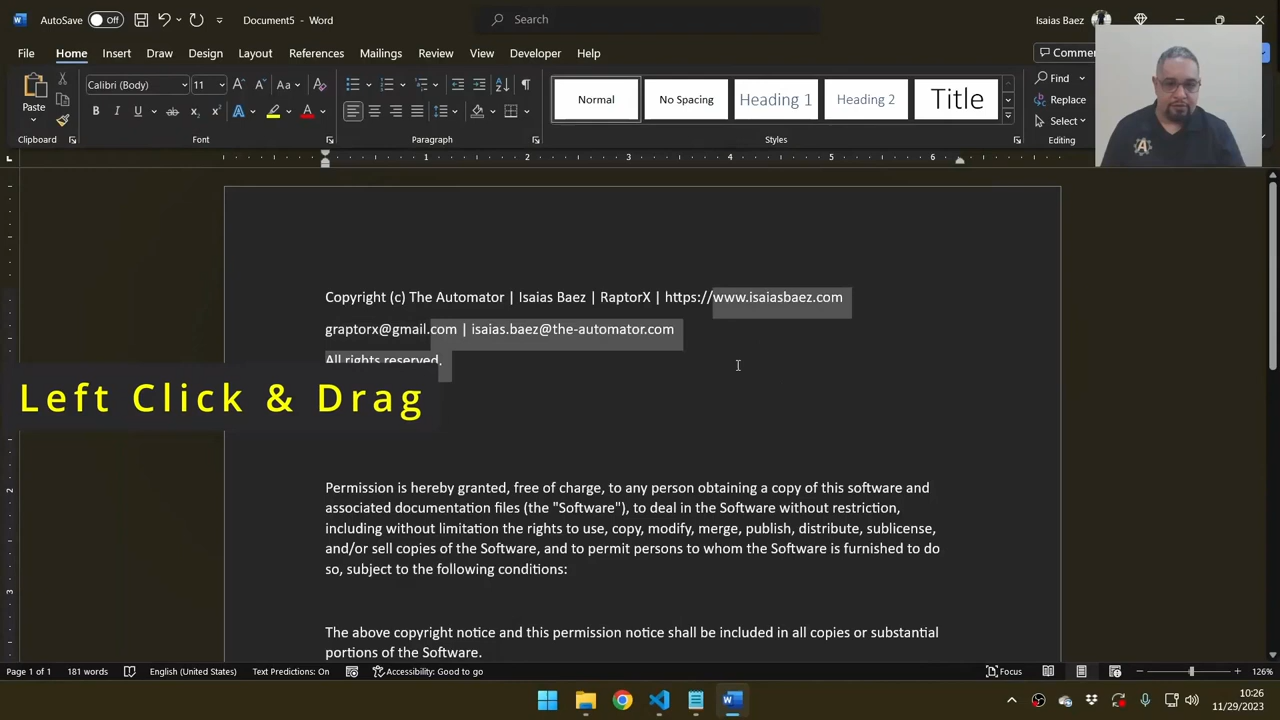 AutoSave Off Document5 - Word Search Isaias Baez
File Home Insert Draw Design Layout References Mailings Review View Developer Help
Paste
Clipboard
Calibri (Body) 11
Font
Paragraph
Normal No Spacing Heading 1 Heading 2 Title
Styles
Find
Replace
Select
Editing
1 2 3 4 5 6
Copyright (c) The Automator | Isaias Baez | RaptorX | https://www.isaiasbaez.com
graptorx@gmail.com | isaias.baez@the-automator.com
All rights reserved.
Left Click & Drag
Permission is hereby granted, free of charge, to any person obtaining a copy of this software and
associated documentation files (the "Software"), to deal in the Software without restriction,
including without limitation the rights to use, copy, modify, merge, publish, distribute, sublicense,
and/or sell copies of the Software, and to permit persons to whom the Software is furnished to do
so, subject to the following conditions:
The above copyright notice and this permission notice shall be included in all copies or substantial
portions of the Software.
Page 1 of 1 181 words English (United States) Text Predictions: On Accessibility: Good to go Focus 126%
10:26
11/29/2023